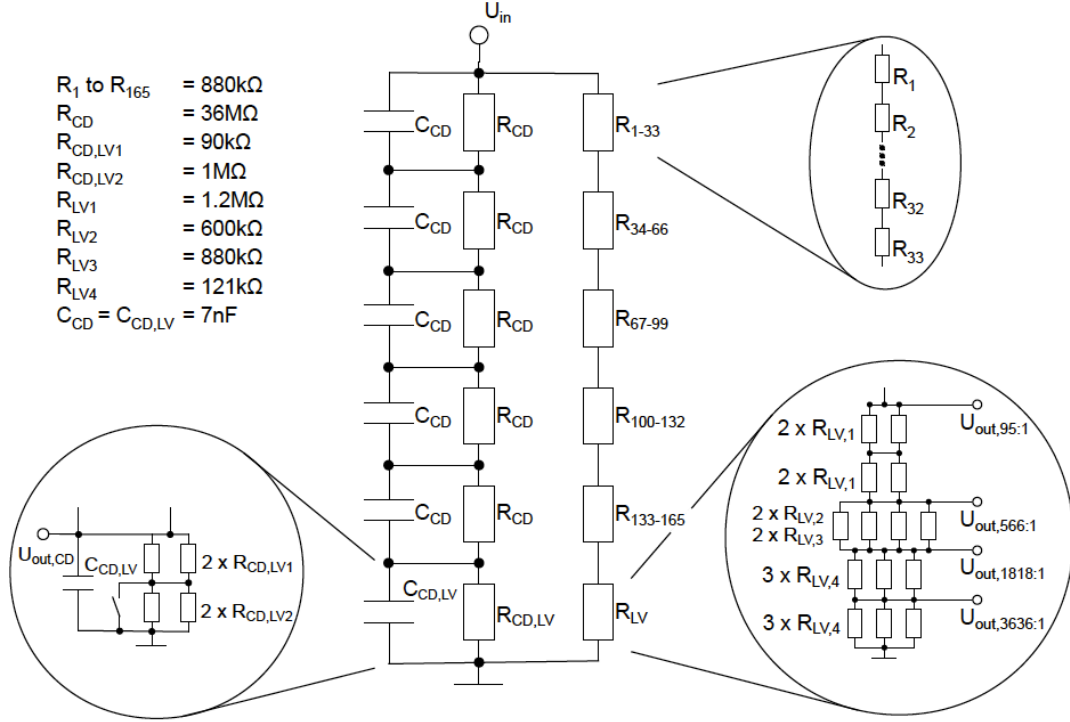 U_in
R_1 to R_165 = 880kΩ
R_CD = 36MΩ
R_CD,LV1 = 90kΩ
R_CD,LV2 = 1MΩ
R_LV1 = 1.2MΩ
R_LV2 = 600kΩ
R_LV3 = 880kΩ
R_LV4 = 121kΩ
C_CD = C_CD,LV = 7nF
C_CD R_CD R_1-33
C_CD R_CD R_34-66
C_CD R_CD R_67-99
C_CD R_CD R_100-132
C_CD R_CD R_133-165
C_CD,LV R_CD,LV R_LV
R_1
R_2
R_32
R_33
U_out,CD
C_CD,LV
2 x R_CD,LV1
2 x R_CD,LV2
2 x R_LV,1
U_out,95:1
2 x R_LV,1
2 x R_LV,2
2 x R_LV,3
U_out,566:1
U_out,1818:1
3 x R_LV,4
3 x R_LV,4
U_out,3636:1